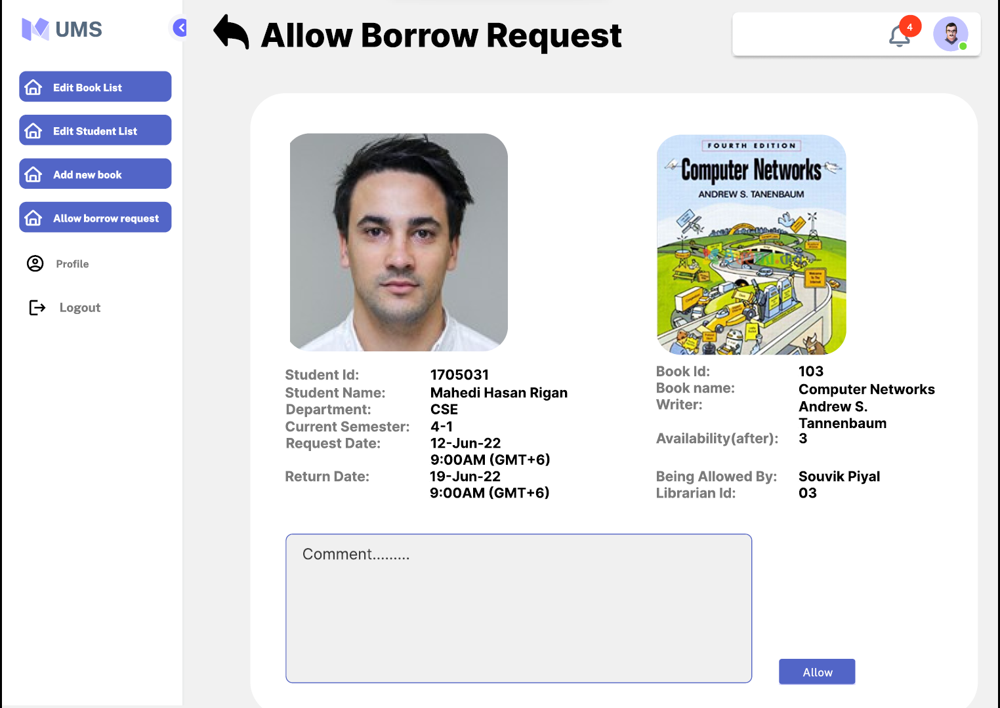 UMS
Edit Book List
Edit Student List
Add new book
Allow borrow request
Profile
Logout
Allow Borrow Request
4
Student Id: 1705031
Student Name: Mahedi Hasan Rigan
Department: CSE
Current Semester: 4-1
Request Date: 12-Jun-22
9:00AM (GMT+6)
Return Date: 19-Jun-22
9:00AM (GMT+6)
FOURTH EDITION
Computer Networks
ANDREW S. TANENBAUM
Book Id: 103
Book name: Computer Networks
Writer: Andrew S.
Tannenbaum
Availability(after): 3
Being Allowed By: Souvik Piyal
Librarian Id: 03
Comment.........
Allow